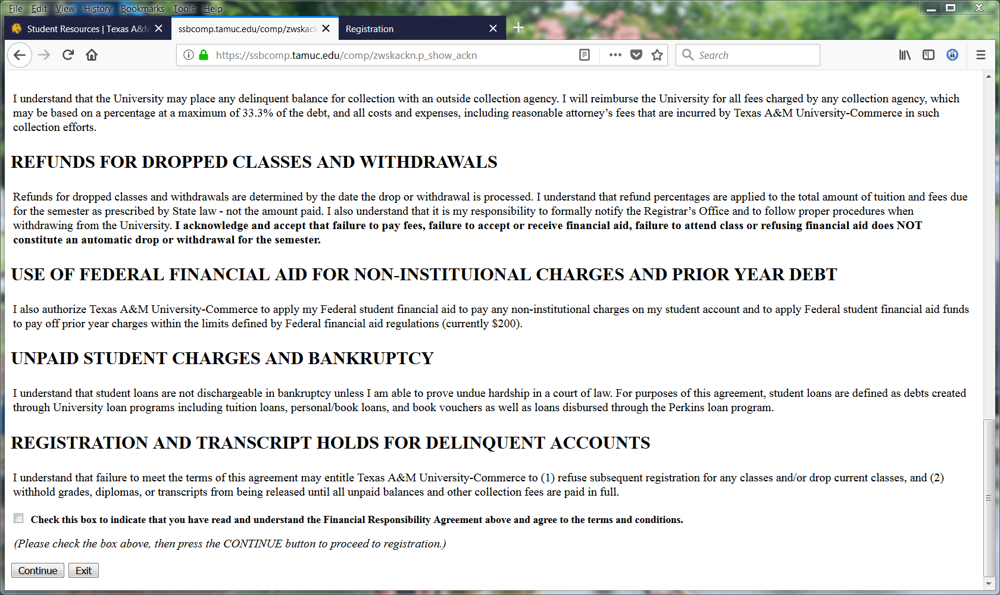 File Edit View History Bookmarks Tools Help
Student Resources | Texas A&M
ssbcomp.tamuc.edu/comp/zwskackn
Registration
https://ssbcomp.tamuc.edu/comp/zwskackn.p_show_ackn
Search
I understand that the University may place any delinquent balance for collection with an outside collection agency. I will reimburse the University for all fees charged by any collection agency, which
may be based on a percentage at a maximum of 33.3% of the debt, and all costs and expenses, including reasonable attorney’s fees that are incurred by Texas A&M University-Commerce in such
collection efforts.
REFUNDS FOR DROPPED CLASSES AND WITHDRAWALS
Refunds for dropped classes and withdrawals are determined by the date the drop or withdrawal is processed. I understand that refund percentages are applied to the total amount of tuition and fees due
for the semester as prescribed by State law - not the amount paid. I also understand that it is my responsibility to formally notify the Registrar’s Office and to follow proper procedures when
withdrawing from the University. I acknowledge and accept that failure to pay fees, failure to accept or receive financial aid, failure to attend class or refusing financial aid does NOT
constitute an automatic drop or withdrawal for the semester.
USE OF FEDERAL FINANCIAL AID FOR NON-INSTITUIONAL CHARGES AND PRIOR YEAR DEBT
I also authorize Texas A&M University-Commerce to apply my Federal student financial aid to pay any non-institutional charges on my student account and to apply Federal student financial aid funds
to pay off prior year charges within the limits defined by Federal financial aid regulations (currently $200).
UNPAID STUDENT CHARGES AND BANKRUPTCY
I understand that student loans are not dischargeable in bankruptcy unless I am able to prove undue hardship in a court of law. For purposes of this agreement, student loans are defined as debts created
through University loan programs including tuition loans, personal/book loans, and book vouchers as well as loans disbursed through the Perkins loan program.
REGISTRATION AND TRANSCRIPT HOLDS FOR DELINQUENT ACCOUNTS
I understand that failure to meet the terms of this agreement may entitle Texas A&M University-Commerce to (1) refuse subsequent registration for any classes and/or drop current classes, and (2)
withhold grades, diplomas, or transcripts from being released until all unpaid balances and other collection fees are paid in full.
Check this box to indicate that you have read and understand the Financial Responsibility Agreement above and agree to the terms and conditions.
(Please check the box above, then press the CONTINUE button to proceed to registration.)
Continue Exit